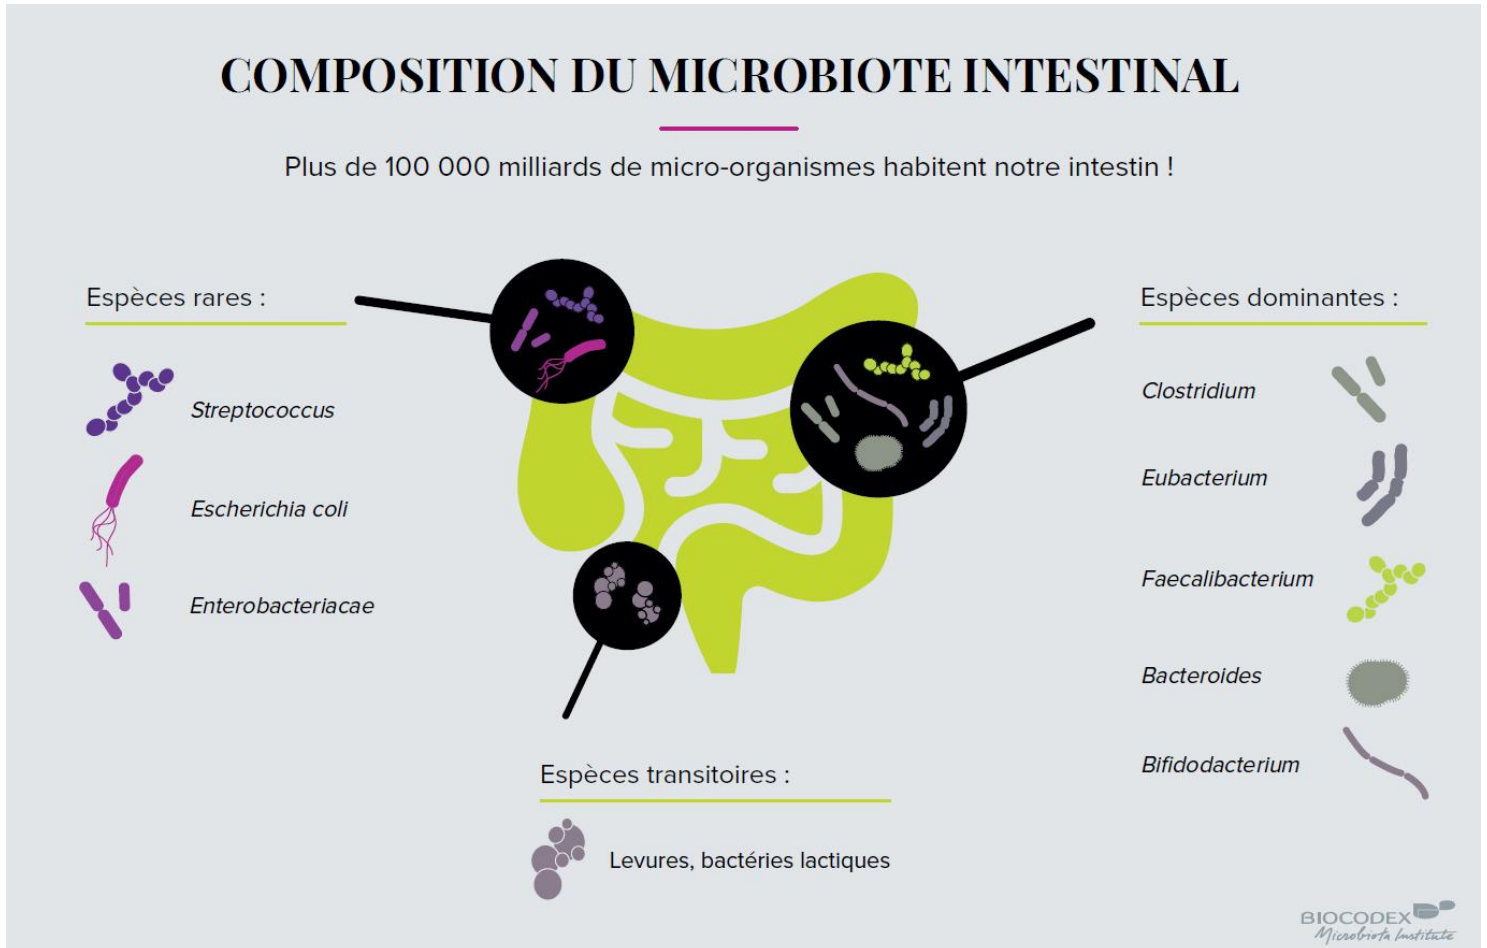 COMPOSITION DU MICROBIOTE INTESTINAL
Plus de 100 000 milliards de micro-organismes habitent notre intestin !
Espèces rares :
Streptococcus
Escherichia coli
Enterobacteriacae
Espèces dominantes :
Clostridium
Eubacterium
Faecalibacterium
Bacteroides
Bifidodacterium
Espèces transitoires :
Levures, bactéries lactiques
BIOCODEX
Microbiota Institute